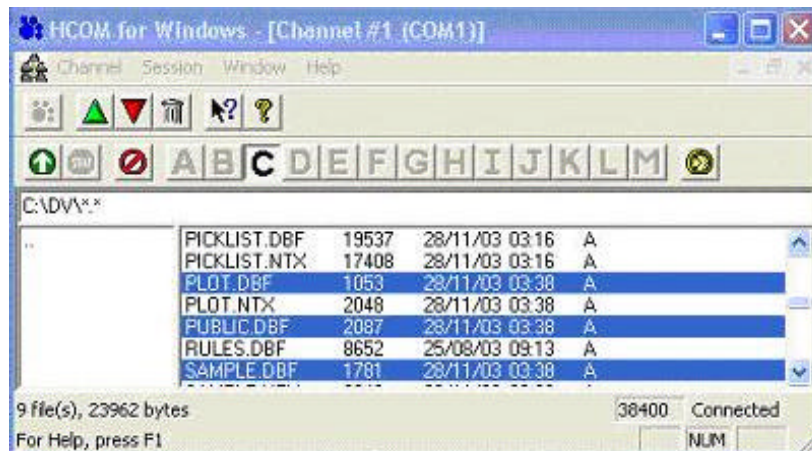 HCOM for Windows - [Channel #1 (COM1)]
Channel Session Window Help
A B C D E F G H I J K L M
C:\DV\*.*
..
PICKLIST.DBF 19537 28/11/03 03:16 A
PICKLIST.NTX 17408 28/11/03 03:16 A
PLOT.DBF 1053 28/11/03 03:38 A
PLOT.NTX 2048 28/11/03 03:38 A
PUBLIC.DBF 2087 28/11/03 03:38 A
RULES.DBF 8652 25/08/03 09:13 A
SAMPLE.DBF 1781 28/11/03 03:38 A
9 file(s), 23962 bytes 38400 Connected
For Help, press F1 NUM